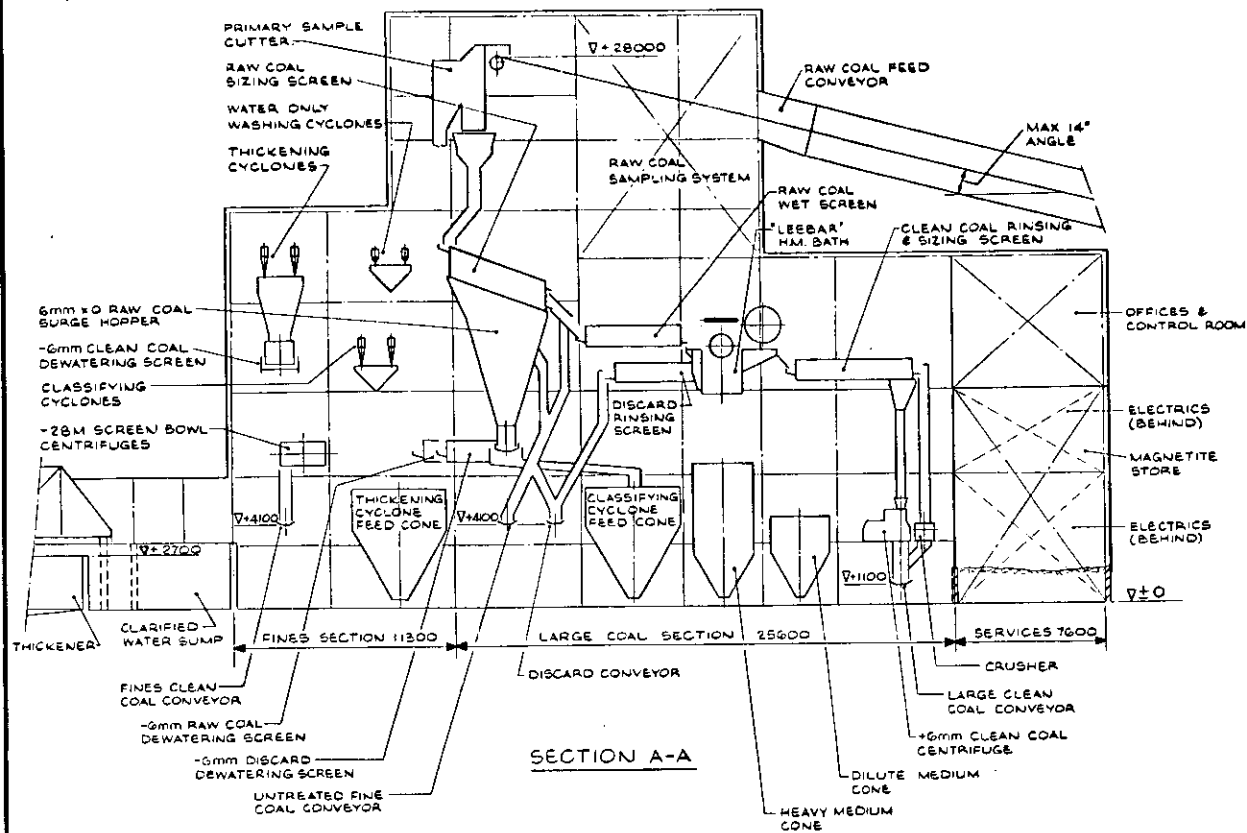 PRIMARY SAMPLE
CUTTER
RAW COAL
SIZING SCREEN
WATER ONLY
WASHING CYCLONES
THICKENING
CYCLONES
▽+28000
RAW COAL FEED
CONVEYOR
MAX 14°
ANGLE
RAW COAL
SAMPLING SYSTEM
RAW COAL
WET SCREEN
"LEEBAR"
H.M. BATH
CLEAN COAL RINSING
& SIZING SCREEN
6mm x 0 RAW COAL
SURGE HOPPER
-6mm CLEAN COAL
DEWATERING SCREEN
CLASSIFYING
CYCLONES
-28M SCREEN BOWL
CENTRIFUGES
OFFICES &
CONTROL ROOM
DISCARD
RINSING
SCREEN
ELECTRICS
(BEHIND)
MAGNETITE
STORE
ELECTRICS
(BEHIND)
THICKENING
CYCLONE
FEED CONE
CLASSIFYING
CYCLONE
FEED CONE
▽+4100
▽+4100
▽+2700
▽+1100
▽±0
THICKENER
CLARIFIED
WATER SUMP
FINES SECTION 11300
LARGE COAL SECTION 25600
SERVICES 7600
FINES CLEAN
COAL CONVEYOR
-6mm RAW COAL
DEWATERING SCREEN
-6mm DISCARD
DEWATERING SCREEN
UNTREATED FINE
COAL CONVEYOR
DISCARD CONVEYOR
CRUSHER
LARGE CLEAN
COAL CONVEYOR
+6mm CLEAN COAL
CENTRIFUGE
DILUTE MEDIUM
CONE
HEAVY MEDIUM
CONE
SECTION A-A